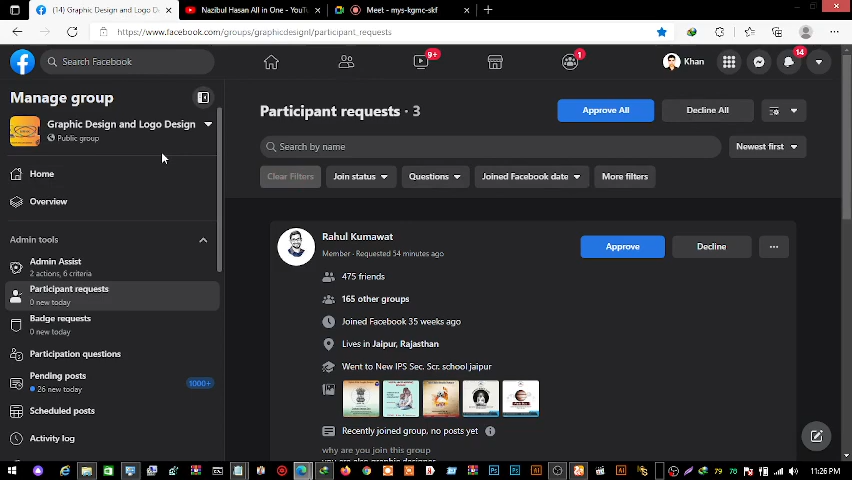 (14) Graphic Design and Logo D
Nazibul Hasan All in One - YouTu
Meet - mys-kgmc-skf
https://www.facebook.com/groups/graphicdesignl/participant_requests
Search Facebook
9+
1
Khan
14
Manage group
Graphic Design and Logo Design
Public group
Home
Overview
Admin tools
Admin Assist
2 actions, 6 criteria
Participant requests
0 new today
Badge requests
0 new today
Participation questions
Pending posts
26 new today
1000+
Scheduled posts
Activity log
Participant requests · 3
Approve All
Decline All
Search by name
Newest first
Clear Filters
Join status
Questions
Joined Facebook date
More filters
Rahul Kumawat
Member · Requested 54 minutes ago
Approve
Decline
475 friends
165 other groups
Joined Facebook 35 weeks ago
Lives in Jaipur, Rajasthan
Went to New IPS Sec. Scr. school jaipur
Recently joined group, no posts yet
why are you join this group
you are also graphic designer
79
70
11:26 PM